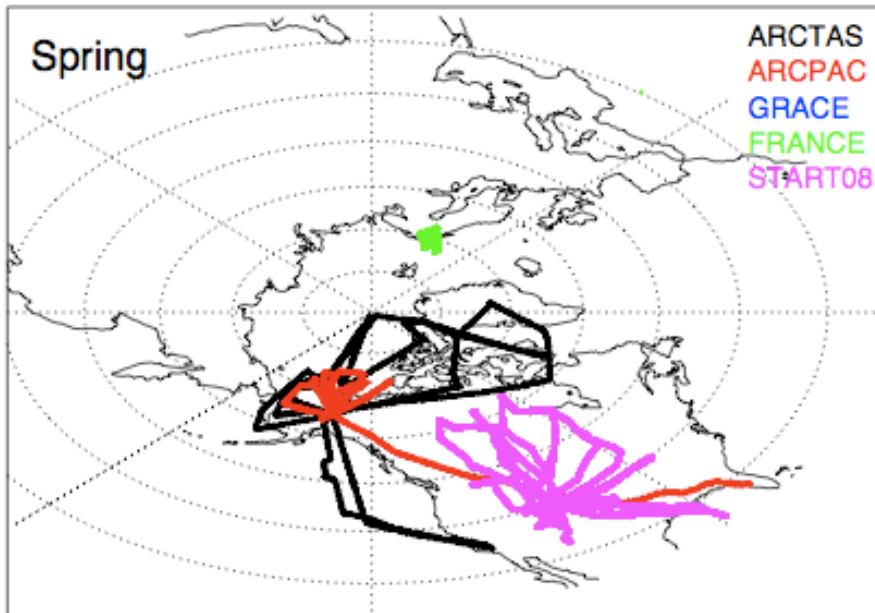 Spring
ARCTAS
ARCPAC
GRACE
FRANCE
START08